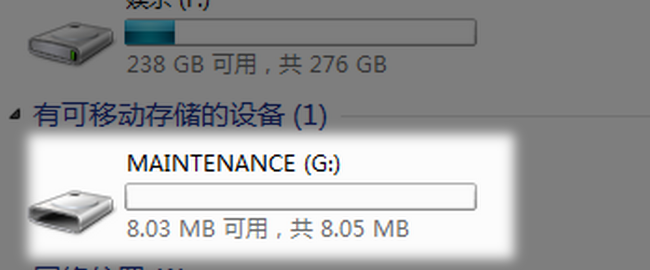 娱乐 (F:)
238 GB 可用 , 共 276 GB
有可移动存储的设备 (1)
MAINTENANCE (G:)
8.03 MB 可用 , 共 8.05 MB